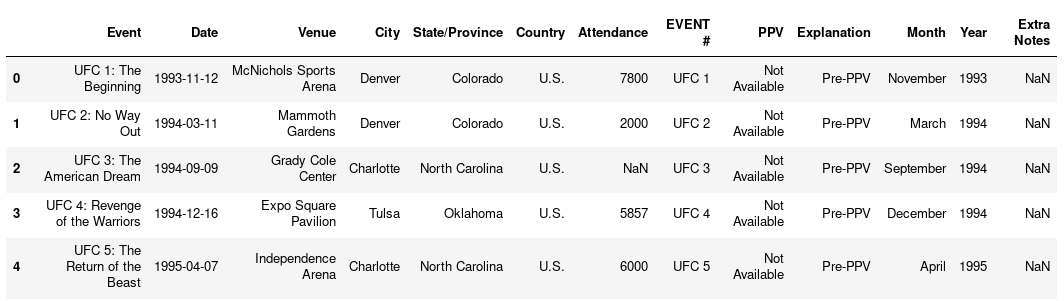 Event Date Venue City State/Province Country Attendance EVENT # PPV Explanation Month Year Extra Notes
0 UFC 1: The Beginning 1993-11-12 McNichols Sports Arena Denver Colorado U.S. 7800 UFC 1 Not Available Pre-PPV November 1993 NaN
1 UFC 2: No Way Out 1994-03-11 Mammoth Gardens Denver Colorado U.S. 2000 UFC 2 Not Available Pre-PPV March 1994 NaN
2 UFC 3: The American Dream 1994-09-09 Grady Cole Center Charlotte North Carolina U.S. NaN UFC 3 Not Available Pre-PPV September 1994 NaN
3 UFC 4: Revenge of the Warriors 1994-12-16 Expo Square Pavilion Tulsa Oklahoma U.S. 5857 UFC 4 Not Available Pre-PPV December 1994 NaN
4 UFC 5: The Return of the Beast 1995-04-07 Independence Arena Charlotte North Carolina U.S. 6000 UFC 5 Not Available Pre-PPV April 1995 NaN